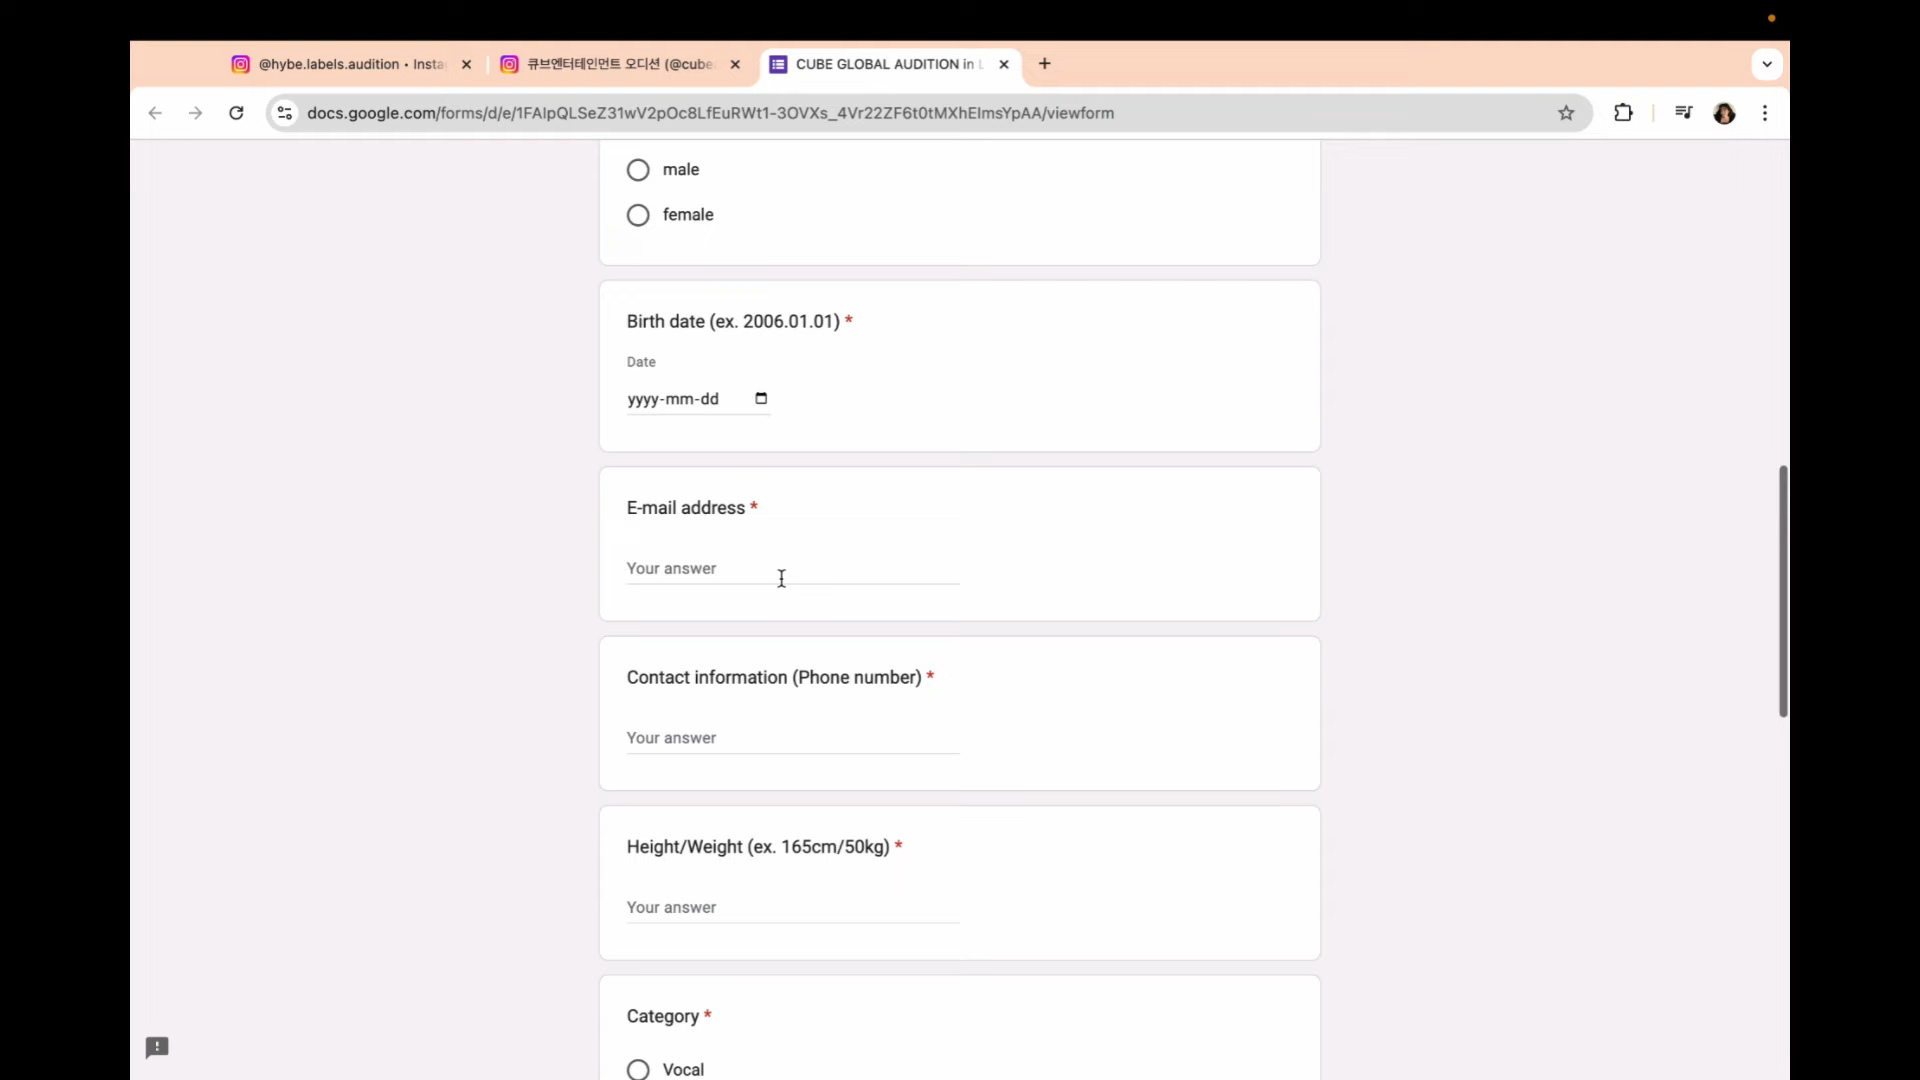 @hybe.labels.audition • Insta
큐브엔터테인먼트 오디션 (@cube
CUBE GLOBAL AUDITION in L
docs.google.com/forms/d/e/1FAIpQLSeZ31wV2pOc8LfEuRWt1-3OVXs_4Vr22ZF6t0tMXhEImsYpAA/viewform
male
female
Birth date (ex. 2006.01.01) *
Date
yyyy-mm-dd
E-mail address *
Your answer
Contact information (Phone number) *
Your answer
Height/Weight (ex. 165cm/50kg) *
Your answer
Category *
Vocal